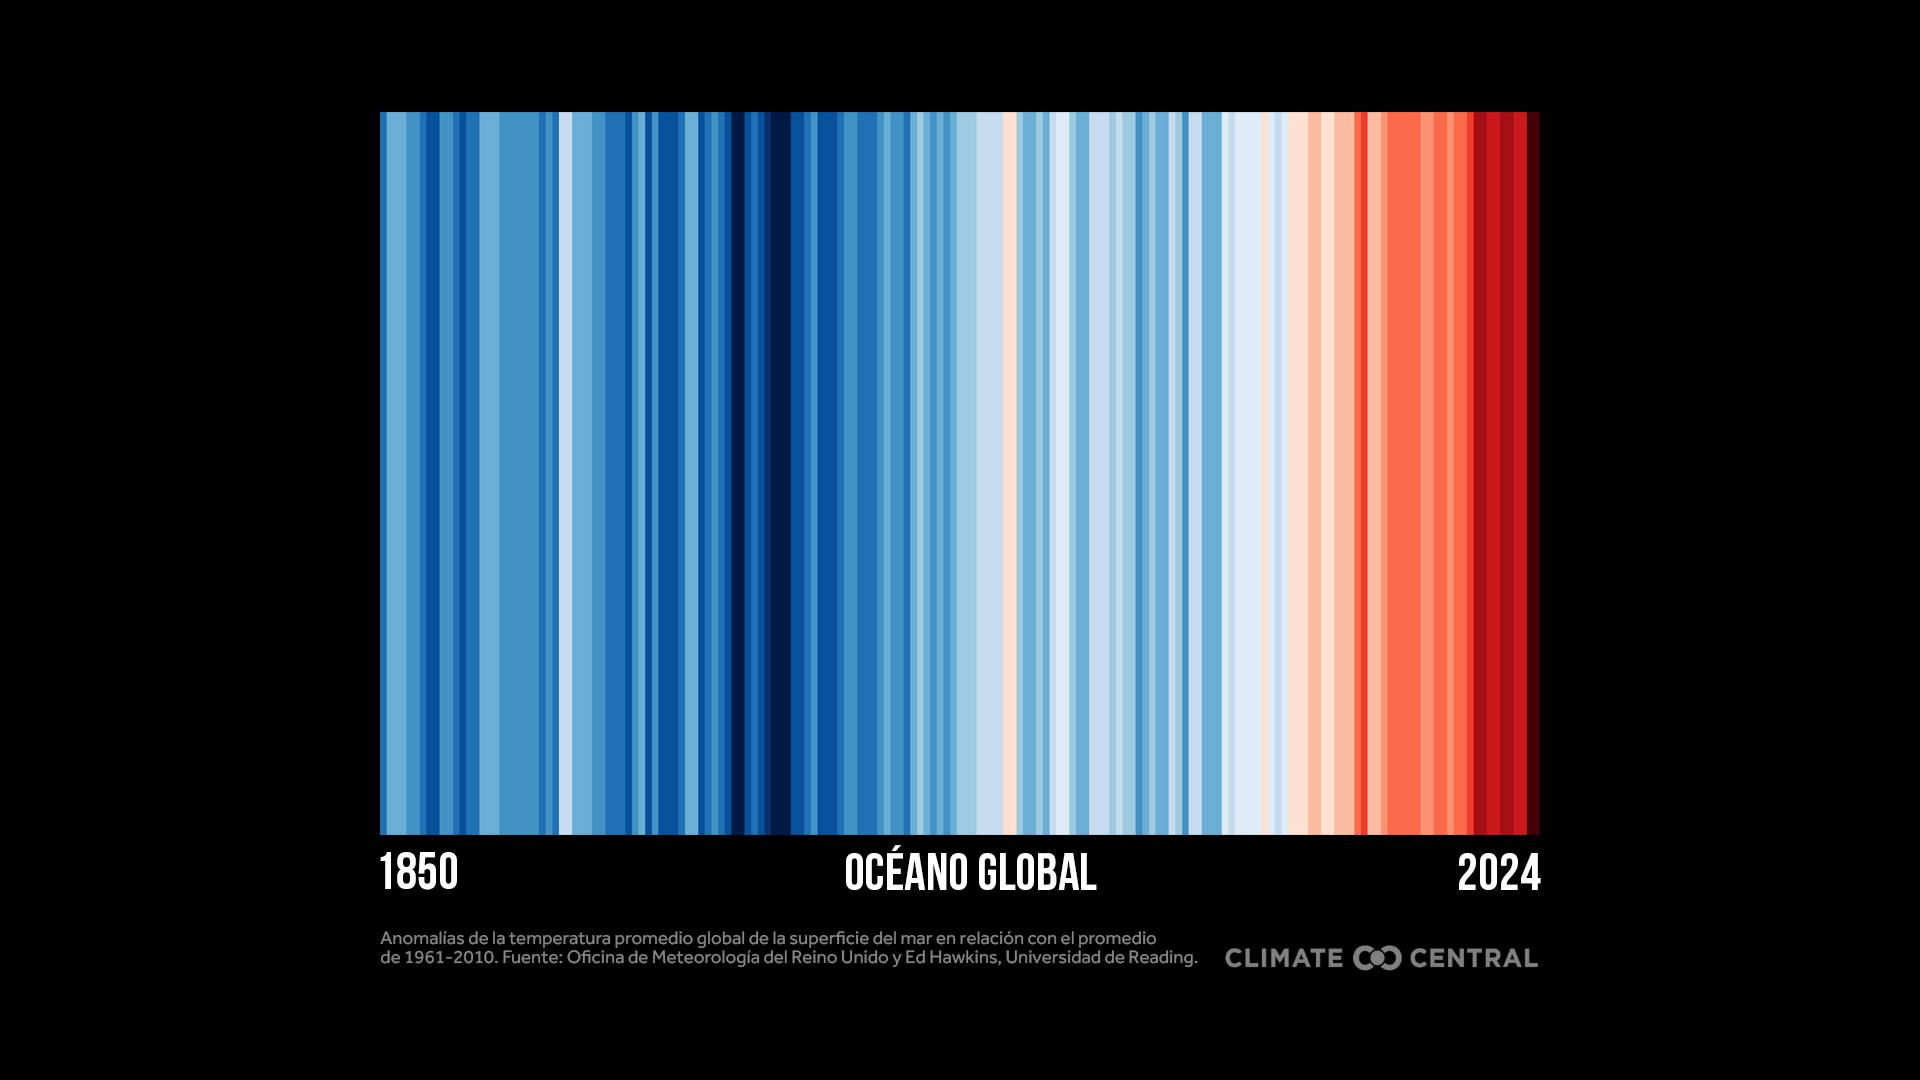 1850 OCÉANO GLOBAL 2024
Anomalías de la temperatura promedio global de la superficie del mar en relación con el promedio
de 1961-2010. Fuente: Oficina de Meteorología del Reino Unido y Ed Hawkins, Universidad de Reading.
CLIMATE CENTRAL